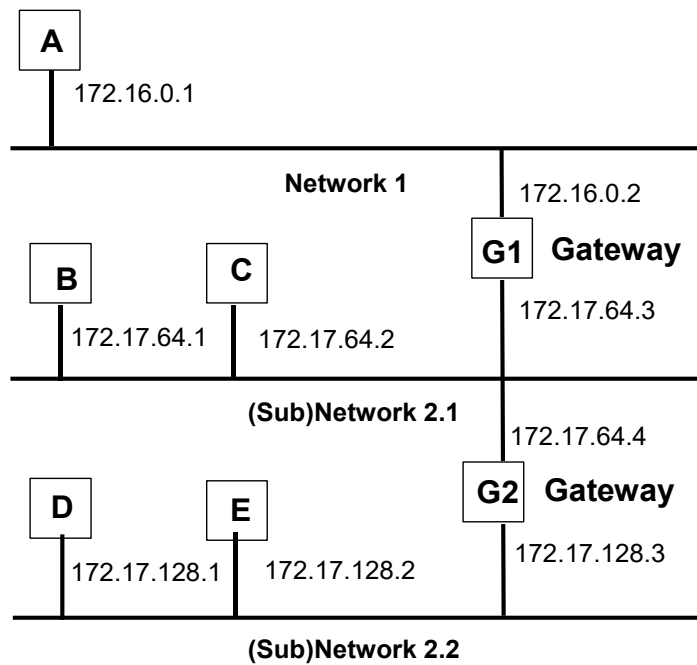 A
172.16.0.1
Network 1
172.16.0.2
G1 Gateway
B
C
172.17.64.3
172.17.64.1
172.17.64.2
(Sub)Network 2.1
172.17.64.4
G2 Gateway
D
E
172.17.128.3
172.17.128.1
172.17.128.2
(Sub)Network 2.2